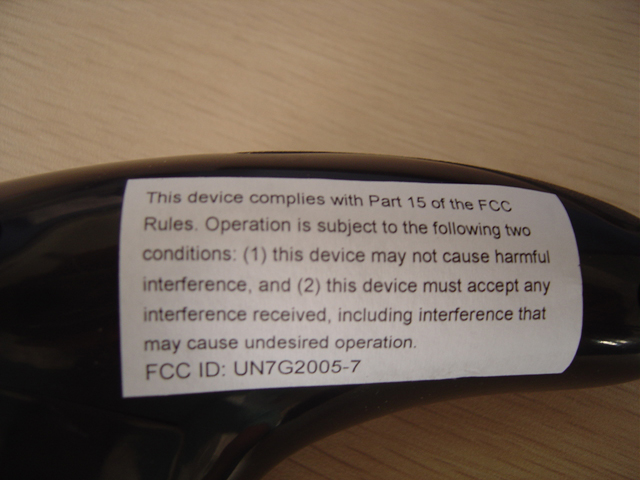 This device complies with Part 15 of the FCC
Rules. Operation is subject to the following two
conditions: (1) this device may not cause harmful
interference, and (2) this device must accept any
interference received, including interference that
may cause undesired operation.
FCC ID: UN7G2005-7